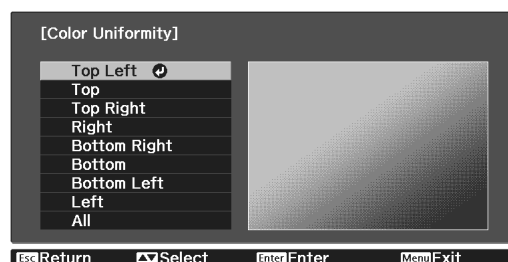 [Color Uniformity]
Top Left
Top
Top Right
Right
Bottom Right
Bottom
Bottom Left
Left
All
Esc Return Select Enter Enter Menu Exit